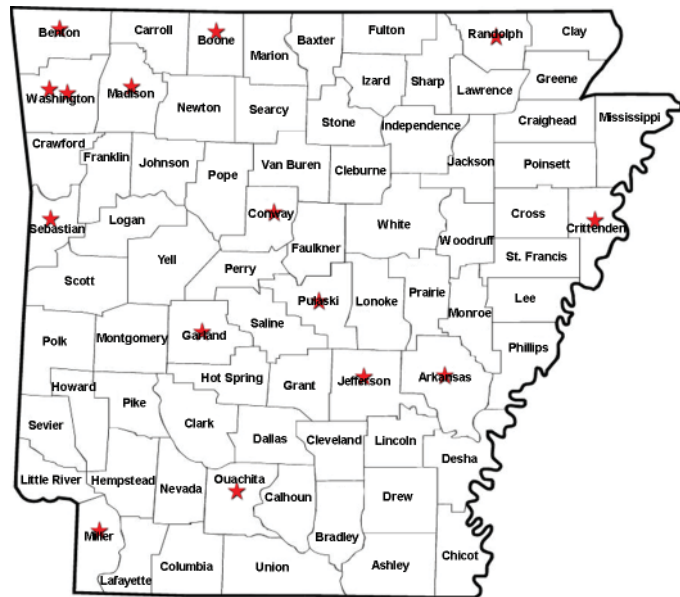 Benton
Carroll
Boone
Marion
Baxter
Fulton
Randolph
Clay
Washington
Madison
Newton
Searcy
Stone
Izard
Sharp
Lawrence
Greene
Independence
Craighead
Mississippi
Crawford
Franklin
Johnson
Pope
Van Buren
Cleburne
Jackson
Poinsett
Sebastian
Logan
Conway
Faulkner
White
Woodruff
Cross
Crittenden
St. Francis
Scott
Yell
Perry
Pulaski
Lonoke
Prairie
Monroe
Lee
Phillips
Polk
Montgomery
Garland
Saline
Hot Spring
Grant
Jefferson
Arkansas
Howard
Pike
Clark
Dallas
Cleveland
Lincoln
Desha
Sevier
Little River
Hempstead
Nevada
Ouachita
Calhoun
Bradley
Drew
Miller
Lafayette
Columbia
Union
Ashley
Chicot